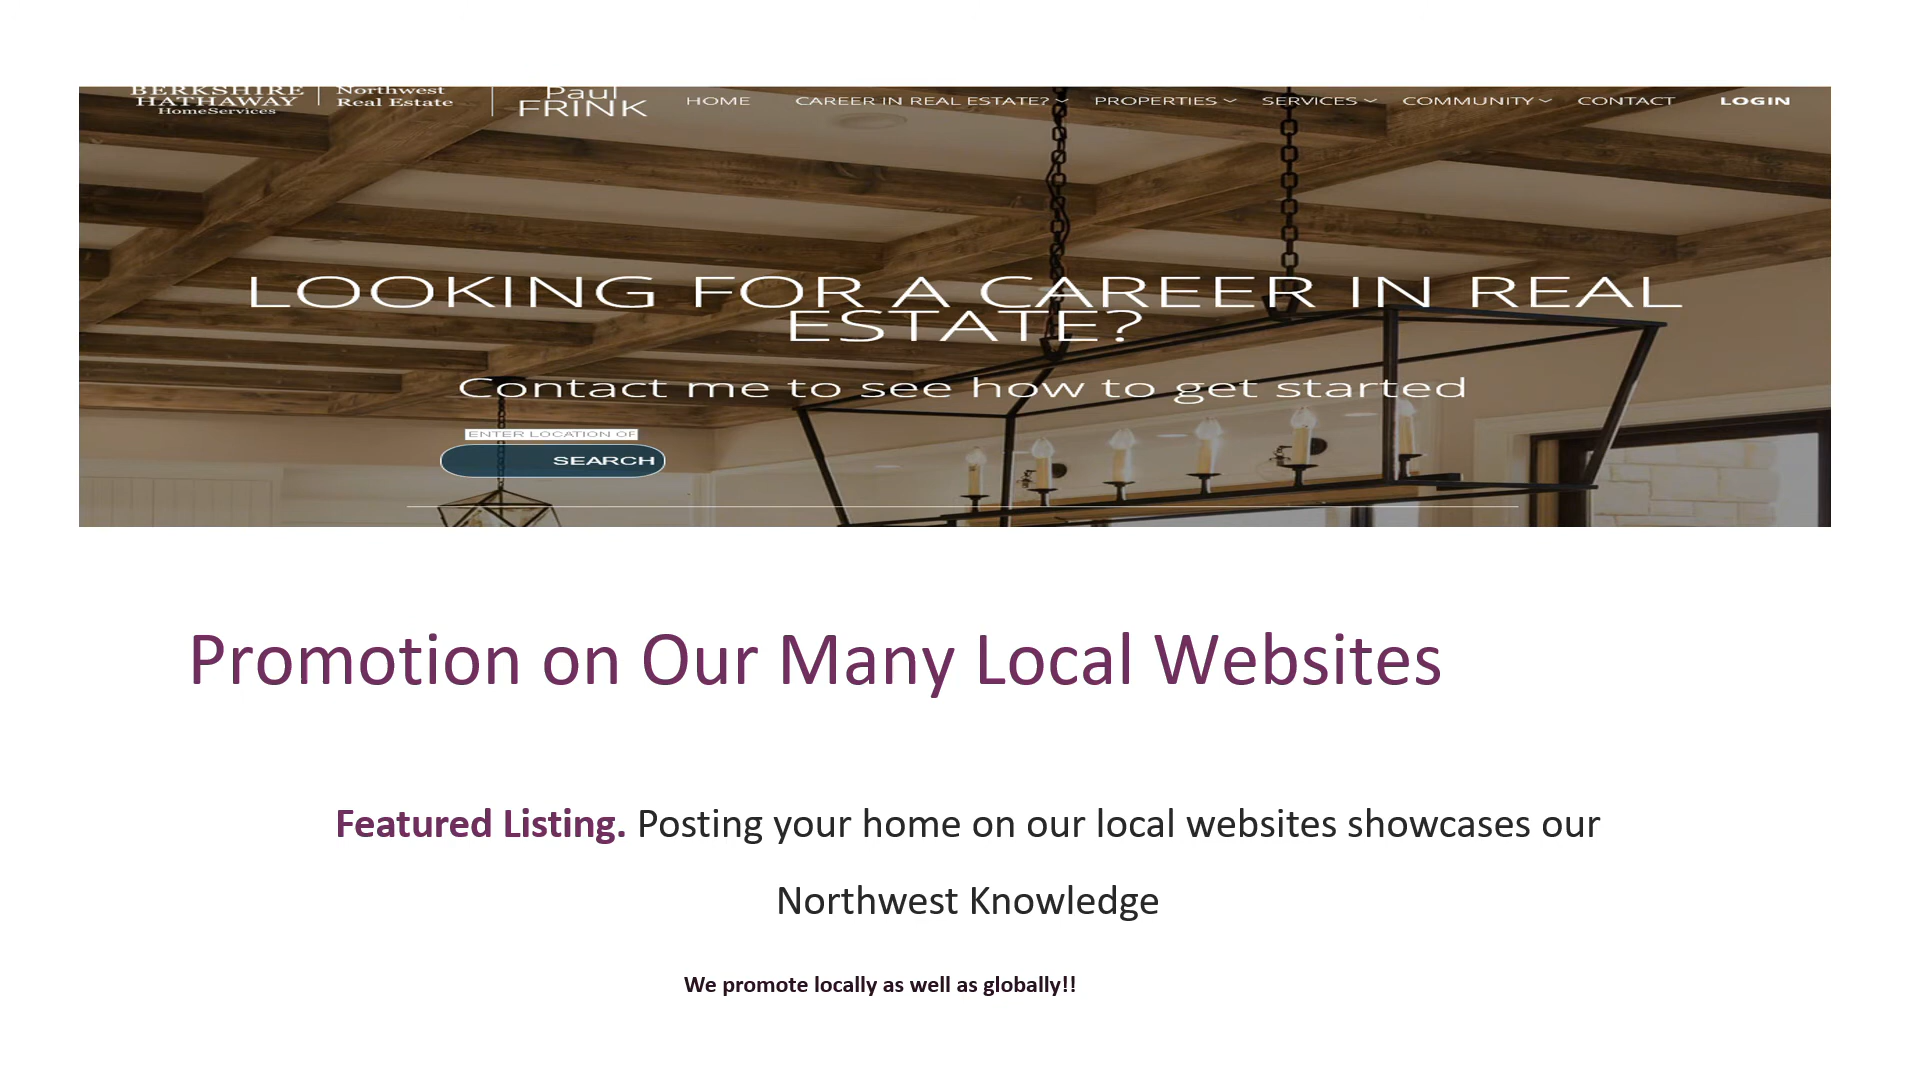 BERKSHIRE
HATHAWAY
HomeServices
Northwest
Real Estate
Paul
FRINK
HOME
CAREER IN REAL ESTATE?
PROPERTIES
SERVICES
COMMUNITY
CONTACT
LOGIN
LOOKING FOR A CAREER IN REAL
ESTATE?
Contact me to see how to get started
ENTER LOCATION OF
SEARCH
Promotion on Our Many Local Websites
Featured Listing. Posting your home on our local websites showcases our
Northwest Knowledge
We promote locally as well as globally!!